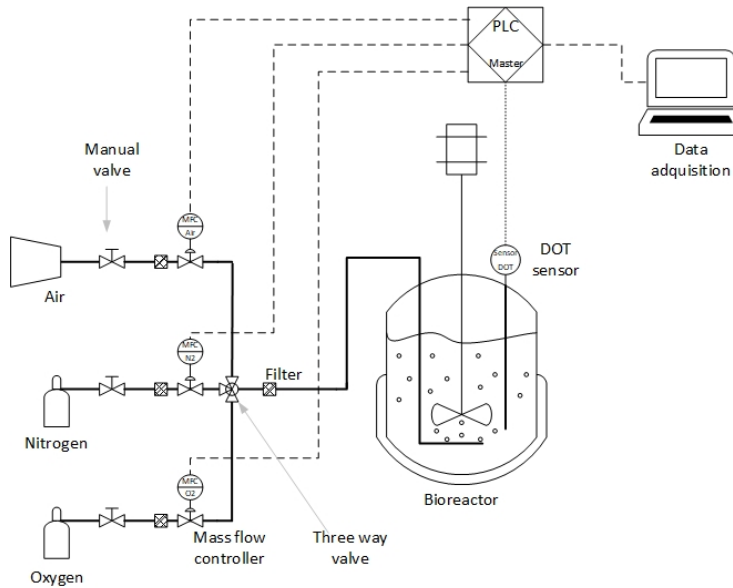 PLC
Master
Data
adquisition
Manual
valve
MFC
Air
Sensor
DOT
DOT
sensor
Air
MFC
N2
Filter
Nitrogen
MFC
O2
Bioreactor
Mass flow
controller
Three way
valve
Oxygen